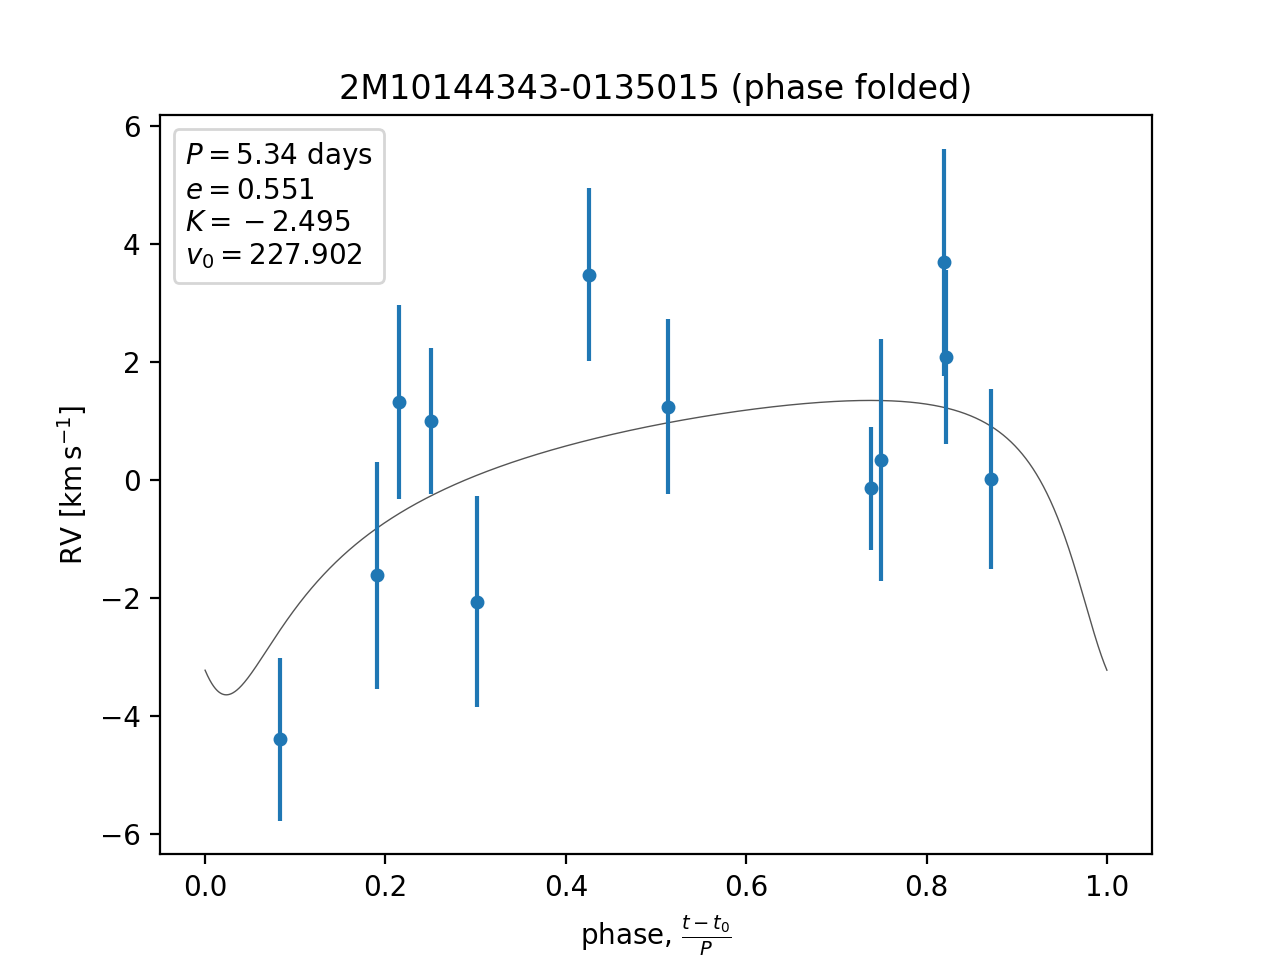 2M10144343-0135015 (phase folded)
P = 5.34 days
e = 0.551
K = −2.495
v₀ = 227.902
6
4
2
0
−2
−4
−6
RV [km s⁻¹]
0.0 0.2 0.4 0.6 0.8 1.0
phase, (t − t₀)/P